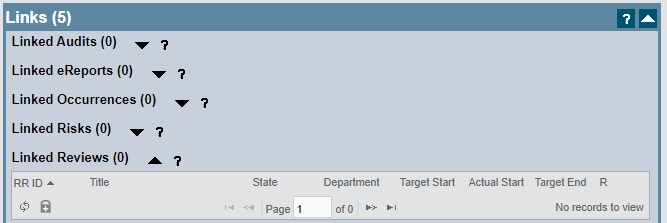 Links (5) ?
Linked Audits (0) ?
Linked eReports (0) ?
Linked Occurrences (0) ?
Linked Risks (0) ?
Linked Reviews (0) ?
RR ID Title State Department Target Start Actual Start Target End R
Page 1 of 0 No records to view